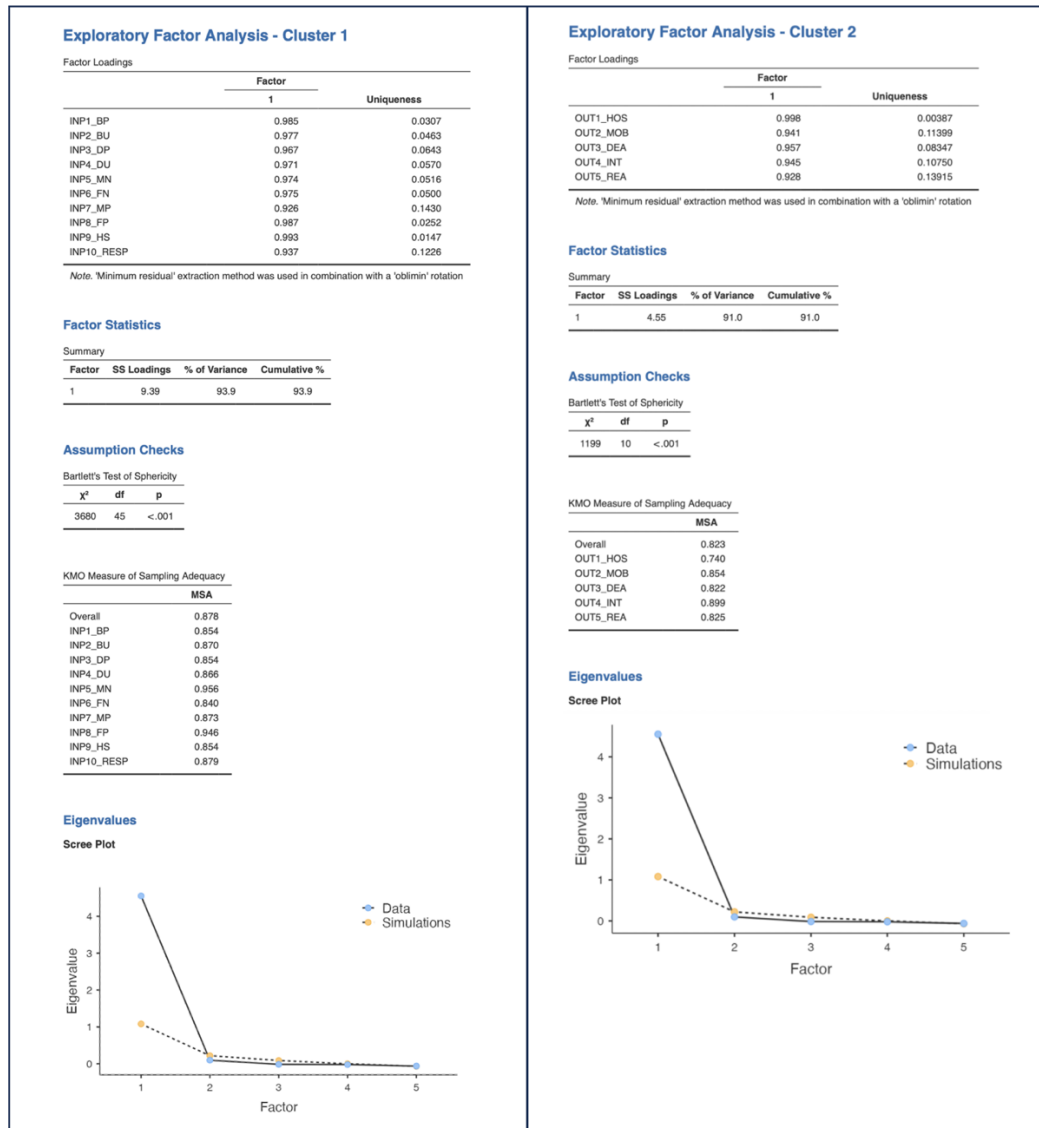 Exploratory Factor Analysis - Cluster 1
Factor Loadings
Factor
1 Uniqueness
INP1_BP 0.985 0.0307
INP2_BU 0.977 0.0463
INP3_DP 0.967 0.0643
INP4_DU 0.971 0.0570
INP5_MN 0.974 0.0516
INP6_FN 0.975 0.0500
INP7_MP 0.926 0.1430
INP8_FP 0.987 0.0252
INP9_HS 0.993 0.0147
INP10_RESP 0.937 0.1226
Note. 'Minimum residual' extraction method was used in combination with a 'oblimin' rotation
Factor Statistics
Summary
Factor SS Loadings % of Variance Cumulative %
1 9.39 93.9 93.9
Assumption Checks
Bartlett's Test of Sphericity
χ² df p
3680 45 <.001
KMO Measure of Sampling Adequacy
MSA
Overall 0.878
INP1_BP 0.854
INP2_BU 0.870
INP3_DP 0.854
INP4_DU 0.866
INP5_MN 0.956
INP6_FN 0.840
INP7_MP 0.873
INP8_FP 0.946
INP9_HS 0.854
INP10_RESP 0.879
Eigenvalues
Scree Plot
Data
Simulations
Eigenvalue
4
3
2
1
0
1 2 3 4 5
Factor
Exploratory Factor Analysis - Cluster 2
Factor Loadings
Factor
1 Uniqueness
OUT1_HOS 0.998 0.00387
OUT2_MOB 0.941 0.11399
OUT3_DEA 0.957 0.08347
OUT4_INT 0.945 0.10750
OUT5_REA 0.928 0.13915
Note. 'Minimum residual' extraction method was used in combination with a 'oblimin' rotation
Factor Statistics
Summary
Factor SS Loadings % of Variance Cumulative %
1 4.55 91.0 91.0
Assumption Checks
Bartlett's Test of Sphericity
χ² df p
1199 10 <.001
KMO Measure of Sampling Adequacy
MSA
Overall 0.823
OUT1_HOS 0.740
OUT2_MOB 0.854
OUT3_DEA 0.822
OUT4_INT 0.899
OUT5_REA 0.825
Eigenvalues
Scree Plot
Data
Simulations
Eigenvalue
4
3
2
1
0
1 2 3 4 5
Factor